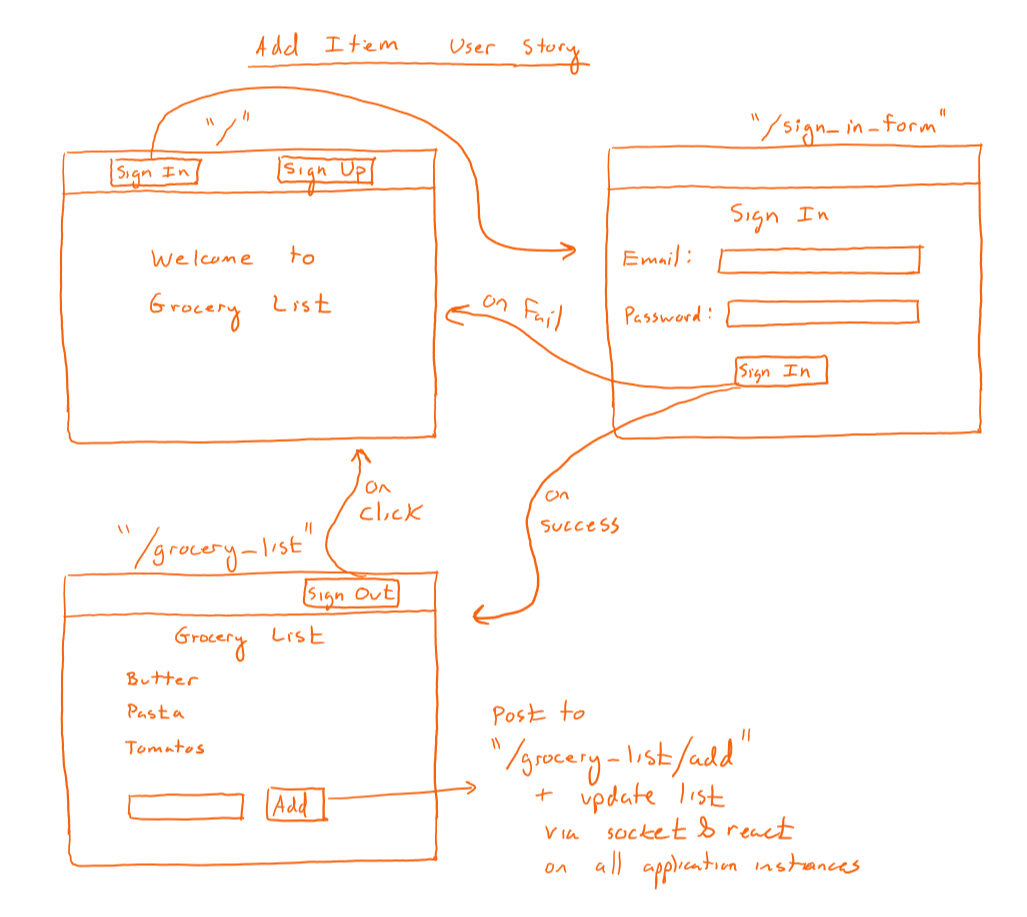 Add Item User Story
"/"
Sign In Sign Up
Welcome to
Grocery List
"/sign_in_form"
Sign In
Email:
Password:
Sign In
on Fail
on
success
on
click
"/grocery_list"
Sign Out
Grocery List
Butter
Pasta
Tomatos
Add
Post to
"/grocery_list/add"
+ update list
via socket & react
on all application instances